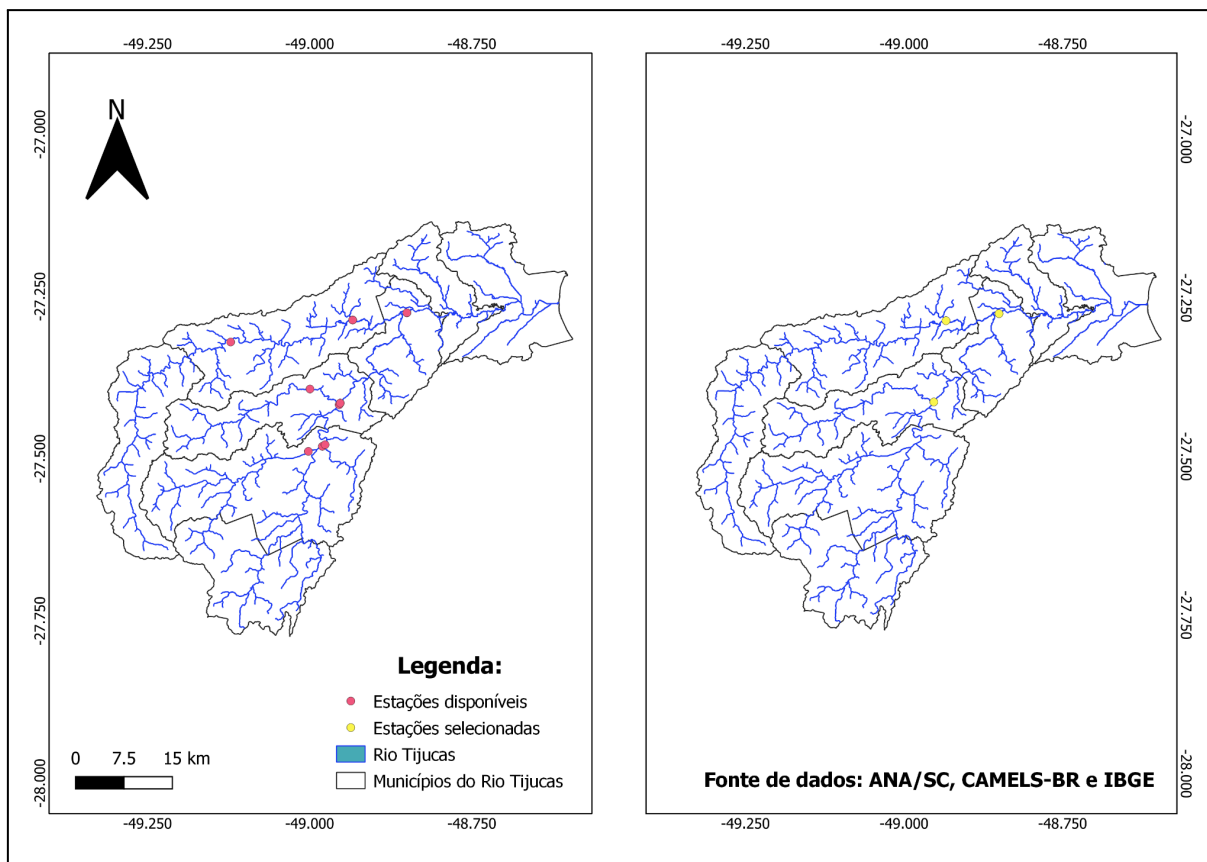 -49.250 -49.000 -48.750
-49.250 -49.000 -48.750
N
-27.000
-27.250
-27.500
-27.750
-28.000
-27.000
-27.250
-27.500
-27.750
-28.000
Legenda:
Estações disponíveis
Estações selecionadas
Rio Tijucas
Municípios do Rio Tijucas
0 7.5 15 km
Fonte de dados: ANA/SC, CAMELS-BR e IBGE
-49.250 -49.000 -48.750
-49.250 -49.000 -48.750